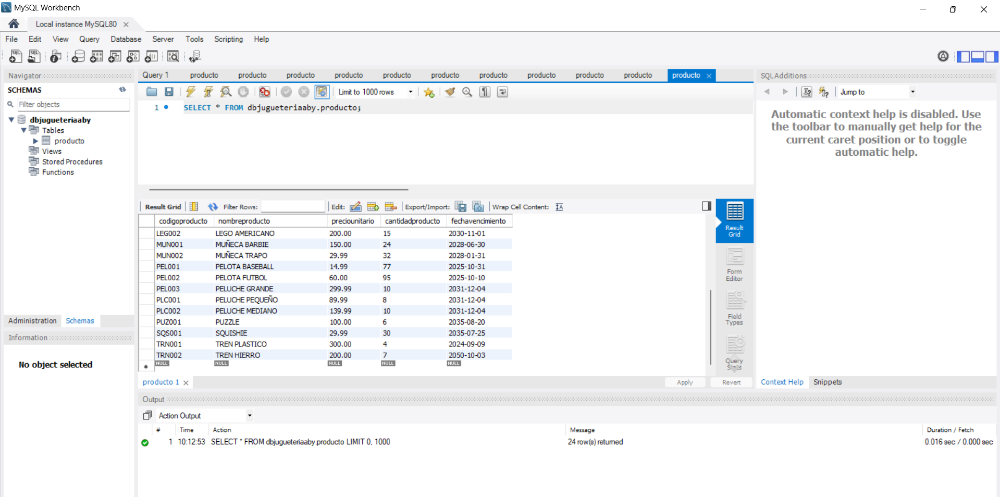 MySQL Workbench
Local instance MySQL80
File Edit View Query Database Server Tools Scripting Help
Navigator
SCHEMAS
Filter objects
dbjugueteriaaby
Tables
producto
Views
Stored Procedures
Functions
Administration Schemas
Information
No object selected
Query 1 producto producto producto producto producto producto producto producto producto producto producto
Limit to 1000 rows
1 SELECT * FROM dbjugueteriaaby.producto;
Result Grid Filter Rows: Edit: Export/Import: Wrap Cell Content:
codigoproducto nombreproducto preciounitario cantidadproducto fechavencimiento
LEG002 LEGO AMERICANO 200.00 15 2030-11-01
MUN001 MUÑECA BARBIE 150.00 24 2028-06-30
MUN002 MUÑECA TRAPO 29.99 32 2028-01-31
PEL001 PELOTA BASEBALL 14.99 77 2025-10-31
PEL002 PELOTA FUTBOL 60.00 95 2025-10-10
PEL003 PELUCHE GRANDE 299.99 10 2031-12-04
PLC001 PELUCHE PEQUEÑO 89.99 8 2031-12-04
PLC002 PELUCHE MEDIANO 139.99 10 2031-12-04
PUZ001 PUZZLE 100.00 6 2035-08-20
SQS001 SQUISHIE 29.99 30 2035-07-25
TRN001 TREN PLASTICO 300.00 4 2024-09-09
TRN002 TREN HIERRO 200.00 7 2050-10-03
* NULL NULL NULL NULL NULL
Result
Grid
Form
Editor
Field
Types
Query
Stats
producto 1
Apply Revert
SQLAdditions
Jump to
Automatic context help is disabled. Use
the toolbar to manually get help for the
current caret position or to toggle
automatic help.
Context Help Snippets
Output
Action Output
# Time Action Message Duration / Fetch
1 10:12:53 SELECT * FROM dbjugueteriaaby.producto LIMIT 0, 1000 24 row(s) returned 0.016 sec / 0.000 sec